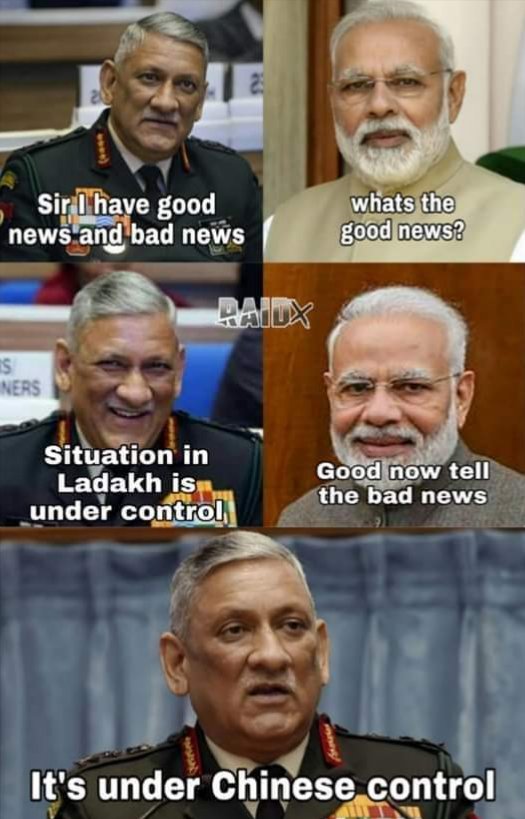 Sir I have good
news and bad news
whats the
good news?
RAIDX
NERS
Situation in
Ladakh is
under control
Good now tell
the bad news
It's under Chinese control